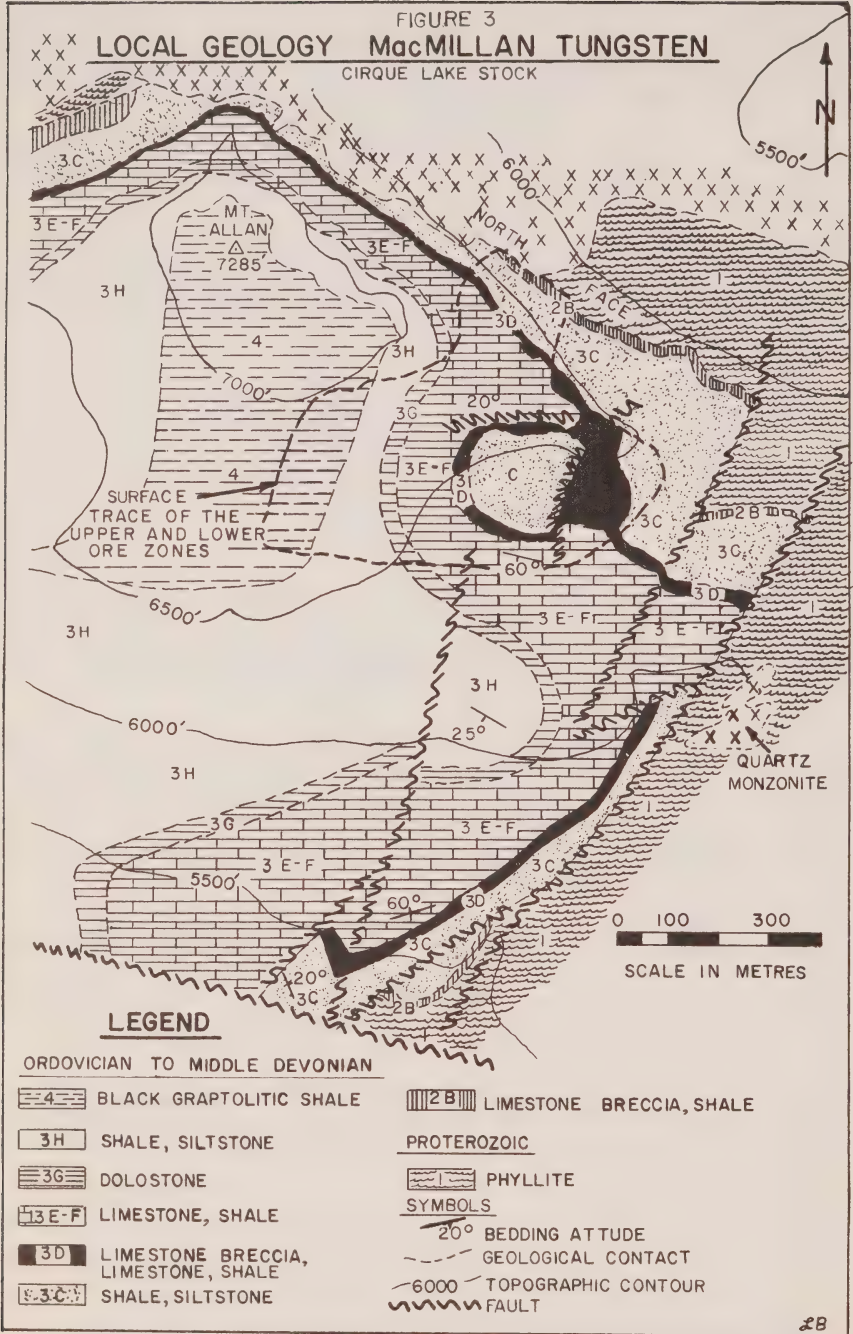 FIGURE 3
LOCAL GEOLOGY MacMILLAN TUNGSTEN
CIRQUE LAKE STOCK
N
5500'
6000'
NORTH
FACE
3C
3E-F
MT.
ALLAN
7285'
3E-F
3H
1
2B
3D
3C
4
3H
7000'
20°
3G
3E-F
C
3
D
4
SURFACE
TRACE OF THE
UPPER AND LOWER
ORE ZONES
3C
2B
3C
60°
6500'
3D
1
3E-F
3E-F
3H
3H
25°
6000'
QUARTZ
MONZONITE
3H
1
3G
3E-F
3E-F
5500'
3C
60°
3D
3C
1
20°
3C
2B
1
0 100 300
SCALE IN METRES
LEGEND
ORDOVICIAN TO MIDDLE DEVONIAN
4 BLACK GRAPTOLITIC SHALE
3H SHALE, SILTSTONE
3G DOLOSTONE
3E-F LIMESTONE, SHALE
3D LIMESTONE BRECCIA,
LIMESTONE, SHALE
3C SHALE, SILTSTONE
2B LIMESTONE BRECCIA, SHALE
PROTEROZOIC
1 PHYLLITE
SYMBOLS
20° BEDDING ATTUDE
GEOLOGICAL CONTACT
6000 TOPOGRAPHIC CONTOUR
FAULT
LB